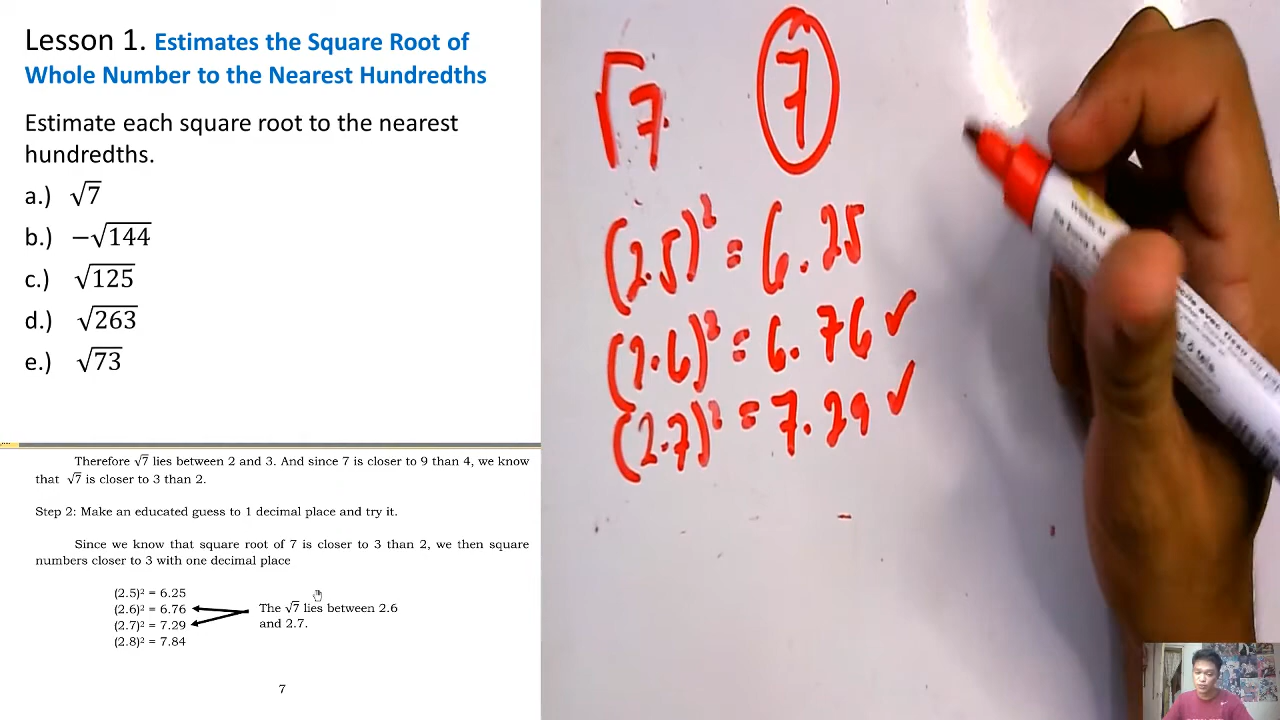 Lesson 1. Estimates the Square Root of
Whole Number to the Nearest Hundredths
Estimate each square root to the nearest
hundredths.
a.) √7
b.) −√144
c.) √125
d.) √263
e.) √73
Therefore √7 lies between 2 and 3. And since 7 is closer to 9 than 4, we know
that √7 is closer to 3 than 2.
Step 2: Make an educated guess to 1 decimal place and try it.
Since we know that square root of 7 is closer to 3 than 2, we then square
numbers closer to 3 with one decimal place
(2.5)² = 6.25
(2.6)² = 6.76
(2.7)² = 7.29
(2.8)² = 7.84
The √7 lies between 2.6
and 2.7.
7
√7 7
(2.5)² = 6.25
(2.6)² = 6.76 ✓
(2.7)² = 7.29 ✓